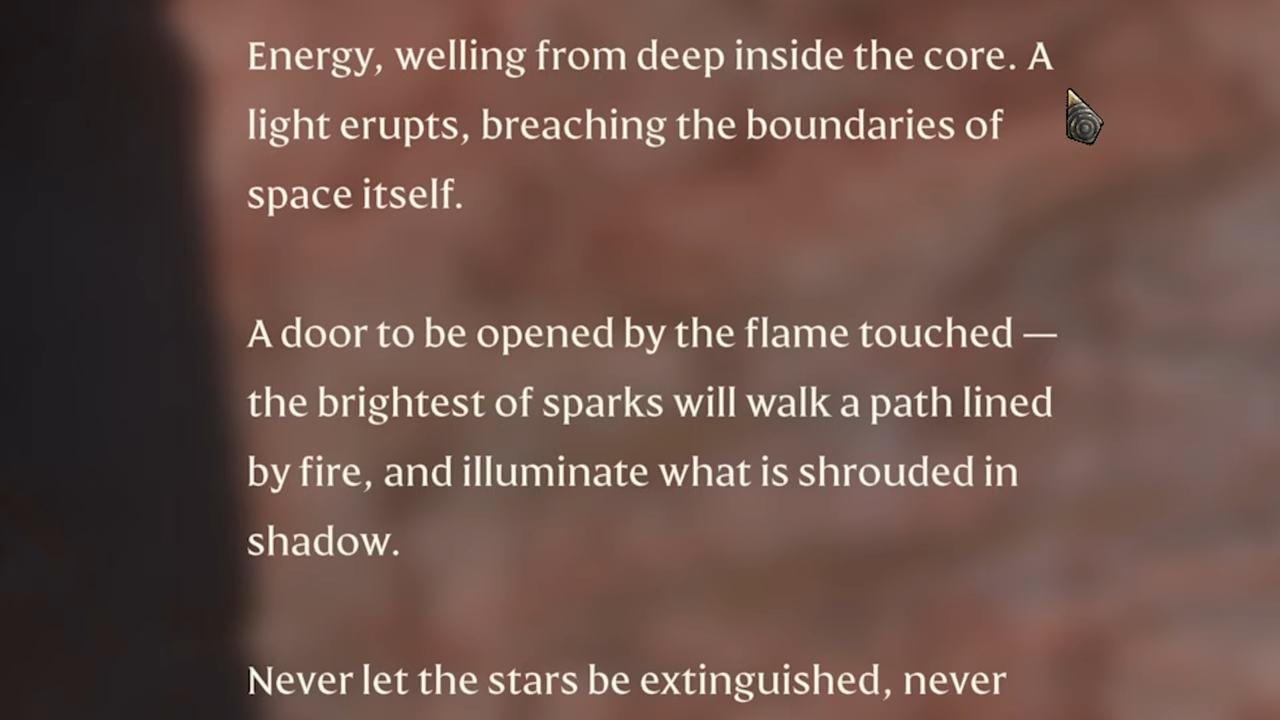 Energy, welling from deep inside the core. A
light erupts, breaching the boundaries of
space itself.
A door to be opened by the flame touched —
the brightest of sparks will walk a path lined
by fire, and illuminate what is shrouded in
shadow.
Never let the stars be extinguished, never